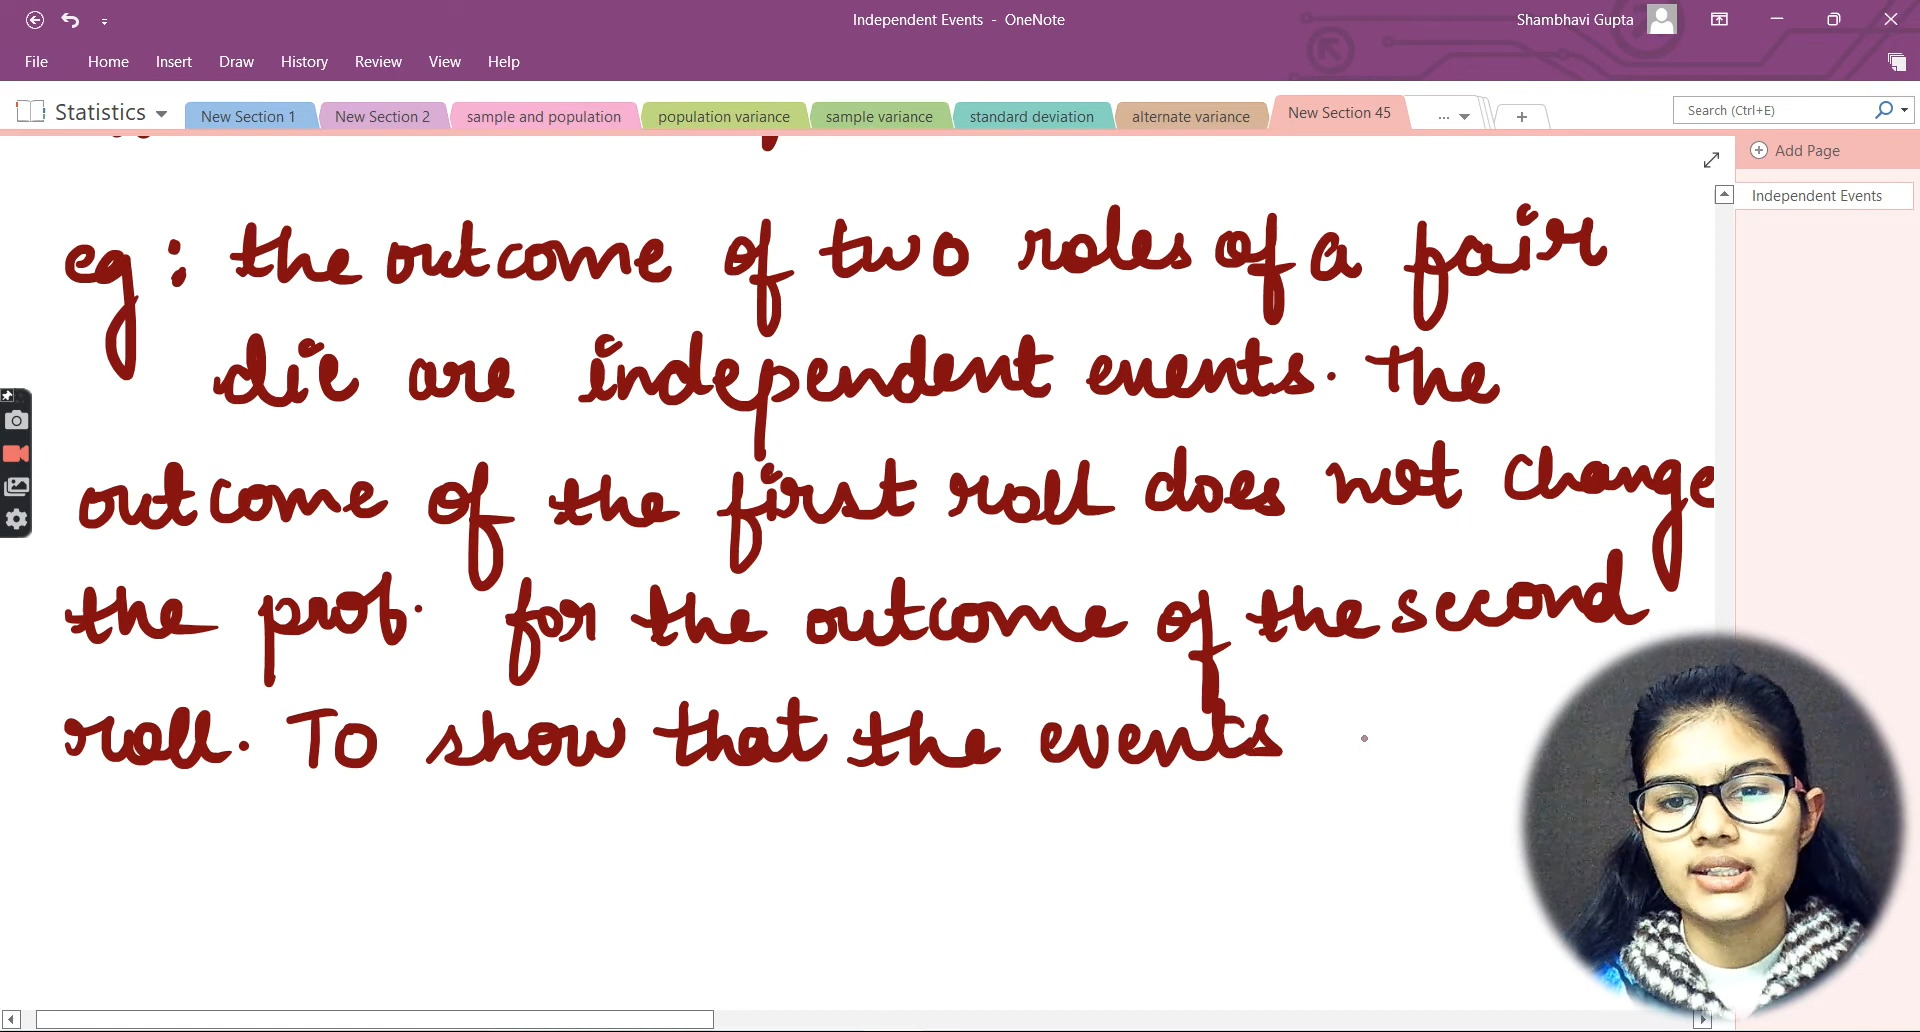 Independent Events - OneNote
Shambhavi Gupta
File Home Insert Draw History Review View Help
Statistics
New Section 1
New Section 2
sample and population
population variance
sample variance
standard deviation
alternate variance
New Section 45
...
+
Search (Ctrl+E)
Add Page
Independent Events
eg : the outcome of two roles of a fair
die are independent events. The
outcome of the first roll does not change
the prob. for the outcome of the second
roll. To show that the events